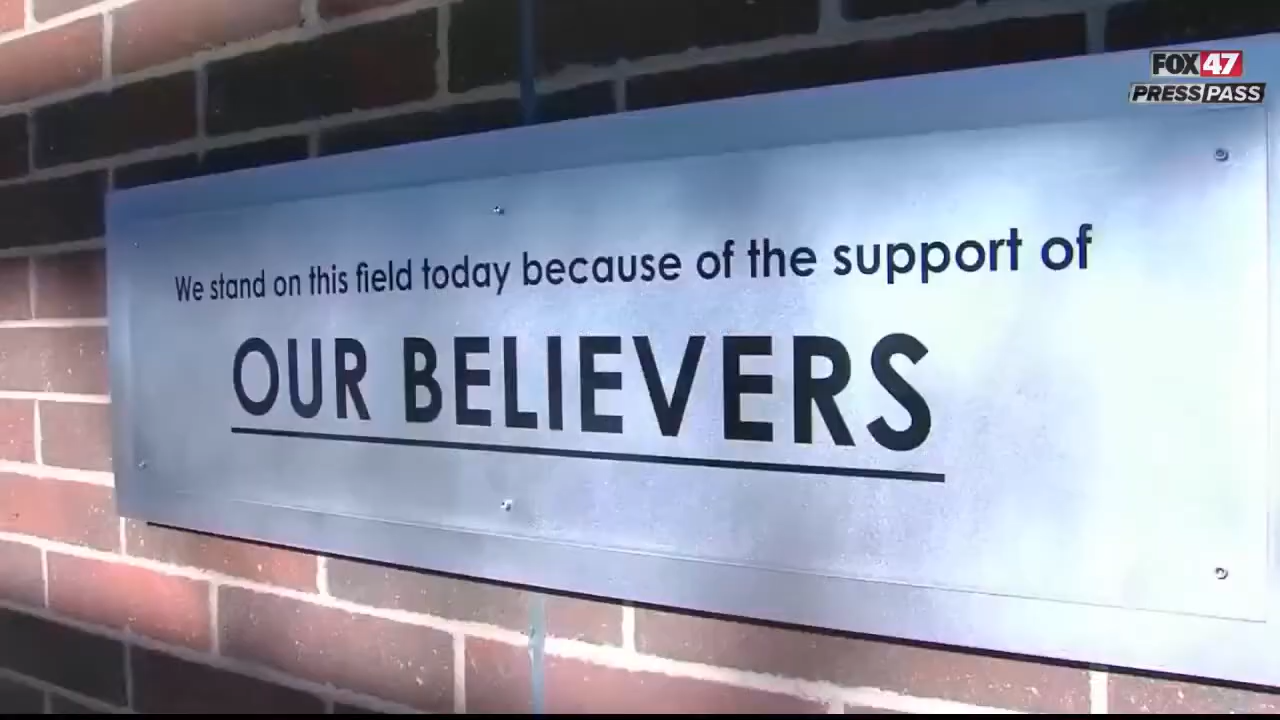 FOX 47
PRESS PASS
We stand on this field today because of the support of
OUR BELIEVERS